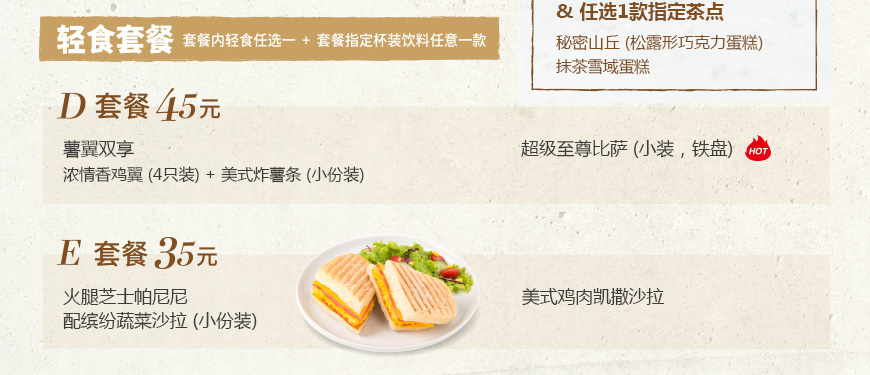 & 任选1款指定茶点
秘密山丘 (松露形巧克力蛋糕)
抹茶雪域蛋糕
轻食套餐 套餐内轻食任选一 + 套餐指定杯装饮料任意一款
D 套餐 45元
薯翼双享
浓情香鸡翼 (4只装) + 美式炸薯条 (小份装)
超级至尊比萨 (小装，铁盘) HOT
E 套餐 35元
火腿芝士帕尼尼
配缤纷蔬菜沙拉 (小份装)
美式鸡肉凯撒沙拉